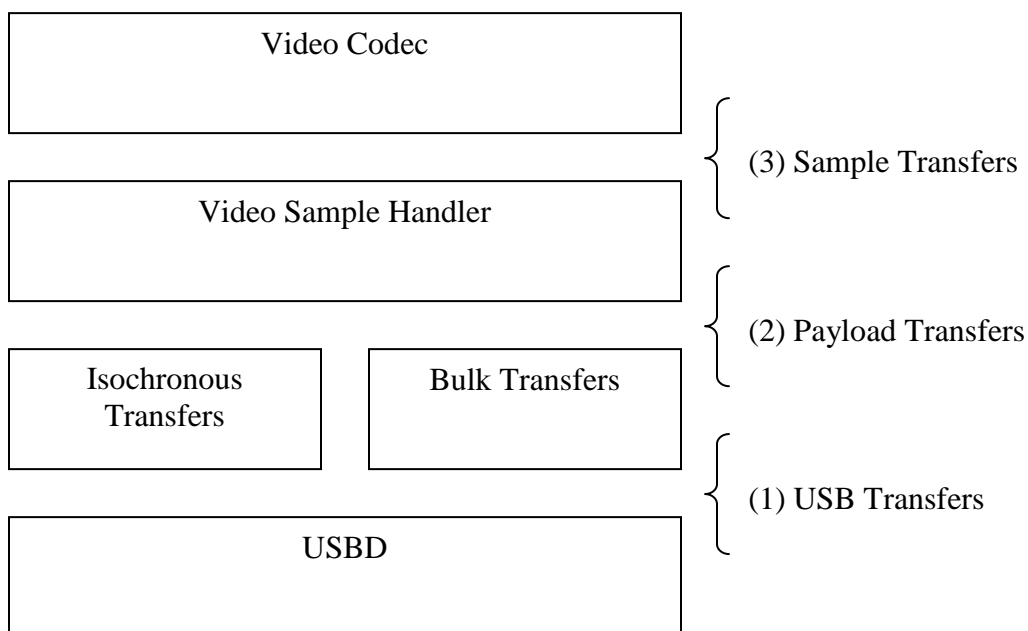 Video Codec
(3) Sample Transfers
Video Sample Handler
(2) Payload Transfers
Isochronous
Transfers
Bulk Transfers
(1) USB Transfers
USBD